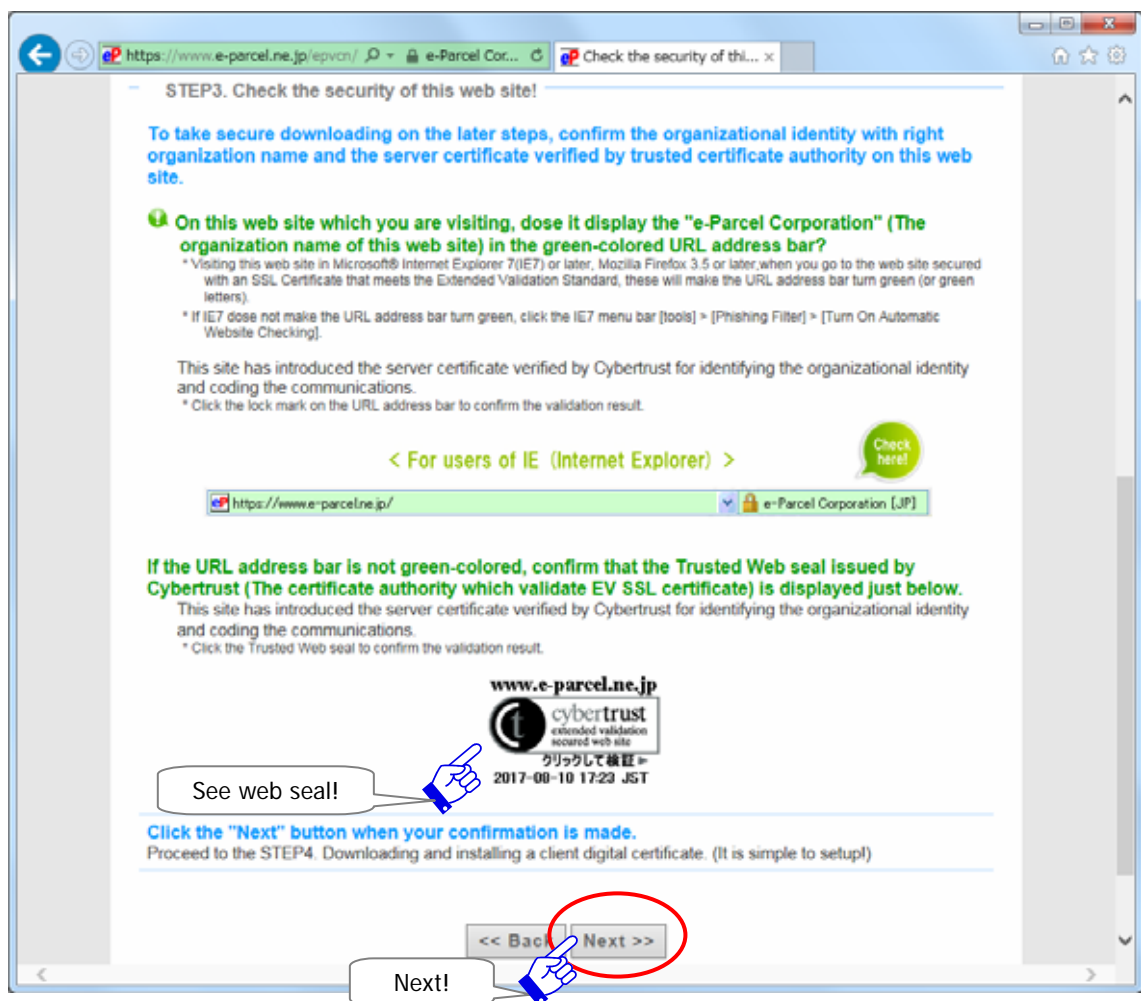 https://www.e-parcel.ne.jp/epvcn/ e-Parcel Cor... Check the security of thi...
STEP3. Check the security of this web site!
To take secure downloading on the later steps, confirm the organizational identity with right
organization name and the server certificate verified by trusted certificate authority on this web
site.
On this web site which you are visiting, dose it display the "e-Parcel Corporation" (The
organization name of this web site) in the green-colored URL address bar?
* Visiting this web site in Microsoft® Internet Explorer 7(IE7) or later, Mozilla Firefox 3.5 or later,when you go to the web site secured
with an SSL Certificate that meets the Extended Validation Standard, these will make the URL address bar turn green (or green
letters).
* If IE7 dose not make the URL address bar turn green, click the IE7 menu bar [tools] > [Phishing Filter] > [Turn On Automatic
Website Checking].
This site has introduced the server certificate verified by Cybertrust for identifying the organizational identity
and coding the communications.
* Click the lock mark on the URL address bar to confirm the validation result.
< For users of IE (Internet Explorer) >
Check
here!
https://www.e-parcel.ne.jp/ e-Parcel Corporation [JP]
If the URL address bar is not green-colored, confirm that the Trusted Web seal issued by
Cybertrust (The certificate authority which validate EV SSL certificate) is displayed just below.
This site has introduced the server certificate verified by Cybertrust for identifying the organizational identity
and coding the communications.
* Click the Trusted Web seal to confirm the validation result.
www.e-parcel.ne.jp
cybertrust
extended validation
secured web site
クリックして検証
2017-08-10 17:23 JST
See web seal!
Click the "Next" button when your confirmation is made.
Proceed to the STEP4. Downloading and installing a client digital certificate. (It is simple to setup!)
<< Back Next >>
Next!